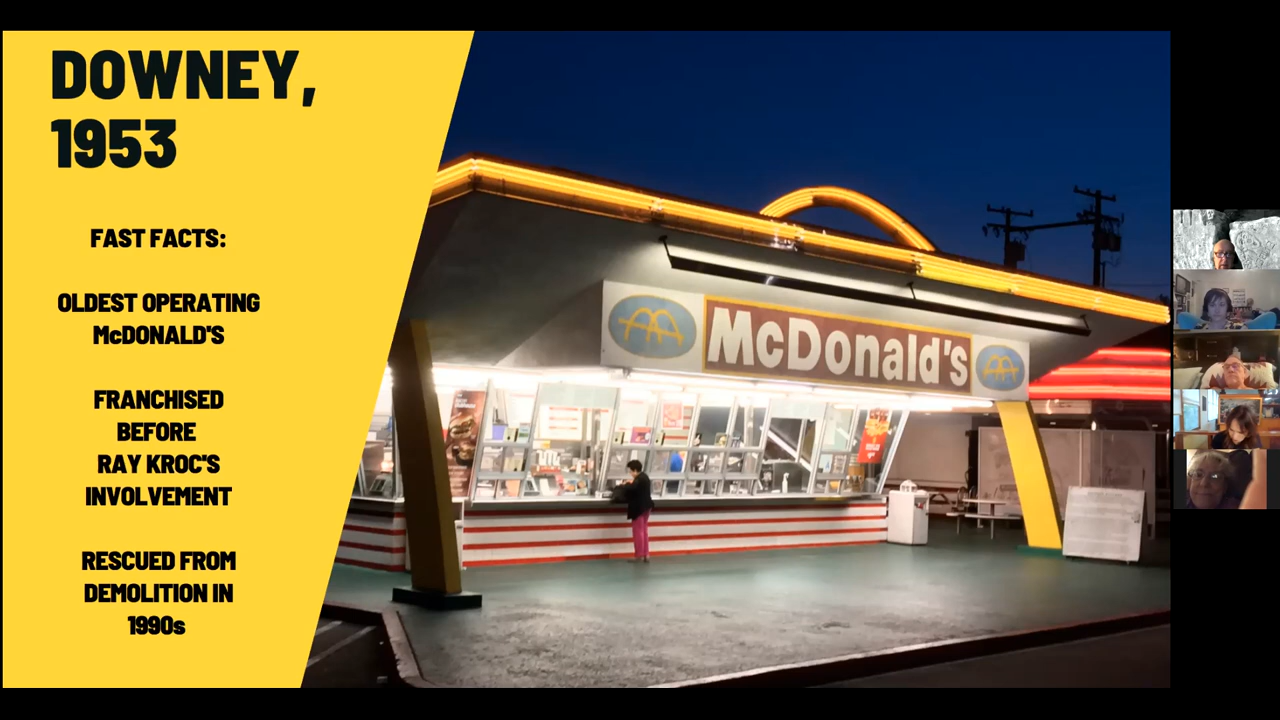 DOWNEY,
1953
FAST FACTS:
OLDEST OPERATING
McDONALD'S
FRANCHISED
BEFORE
RAY KROC'S
INVOLVEMENT
RESCUED FROM
DEMOLITION IN
1990s
McDonald's